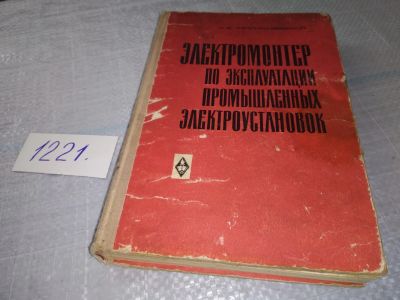 ЭЛЕКТРОМОНТЕР
ПО ЭКСПЛУАТАЦИИ
ПРОМЫШЛЕННЫХ
ЭЛЕКТРОУСТАНОВОК
1221.